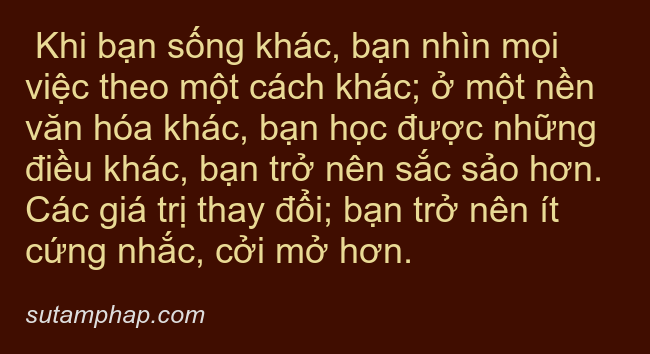 Khi bạn sống khác, bạn nhìn mọi
việc theo một cách khác; ở một nền
văn hóa khác, bạn học được những
điều khác, bạn trở nên sắc sảo hơn.
Các giá trị thay đổi; bạn trở nên ít
cứng nhắc, cởi mở hơn.
sutamphap.com